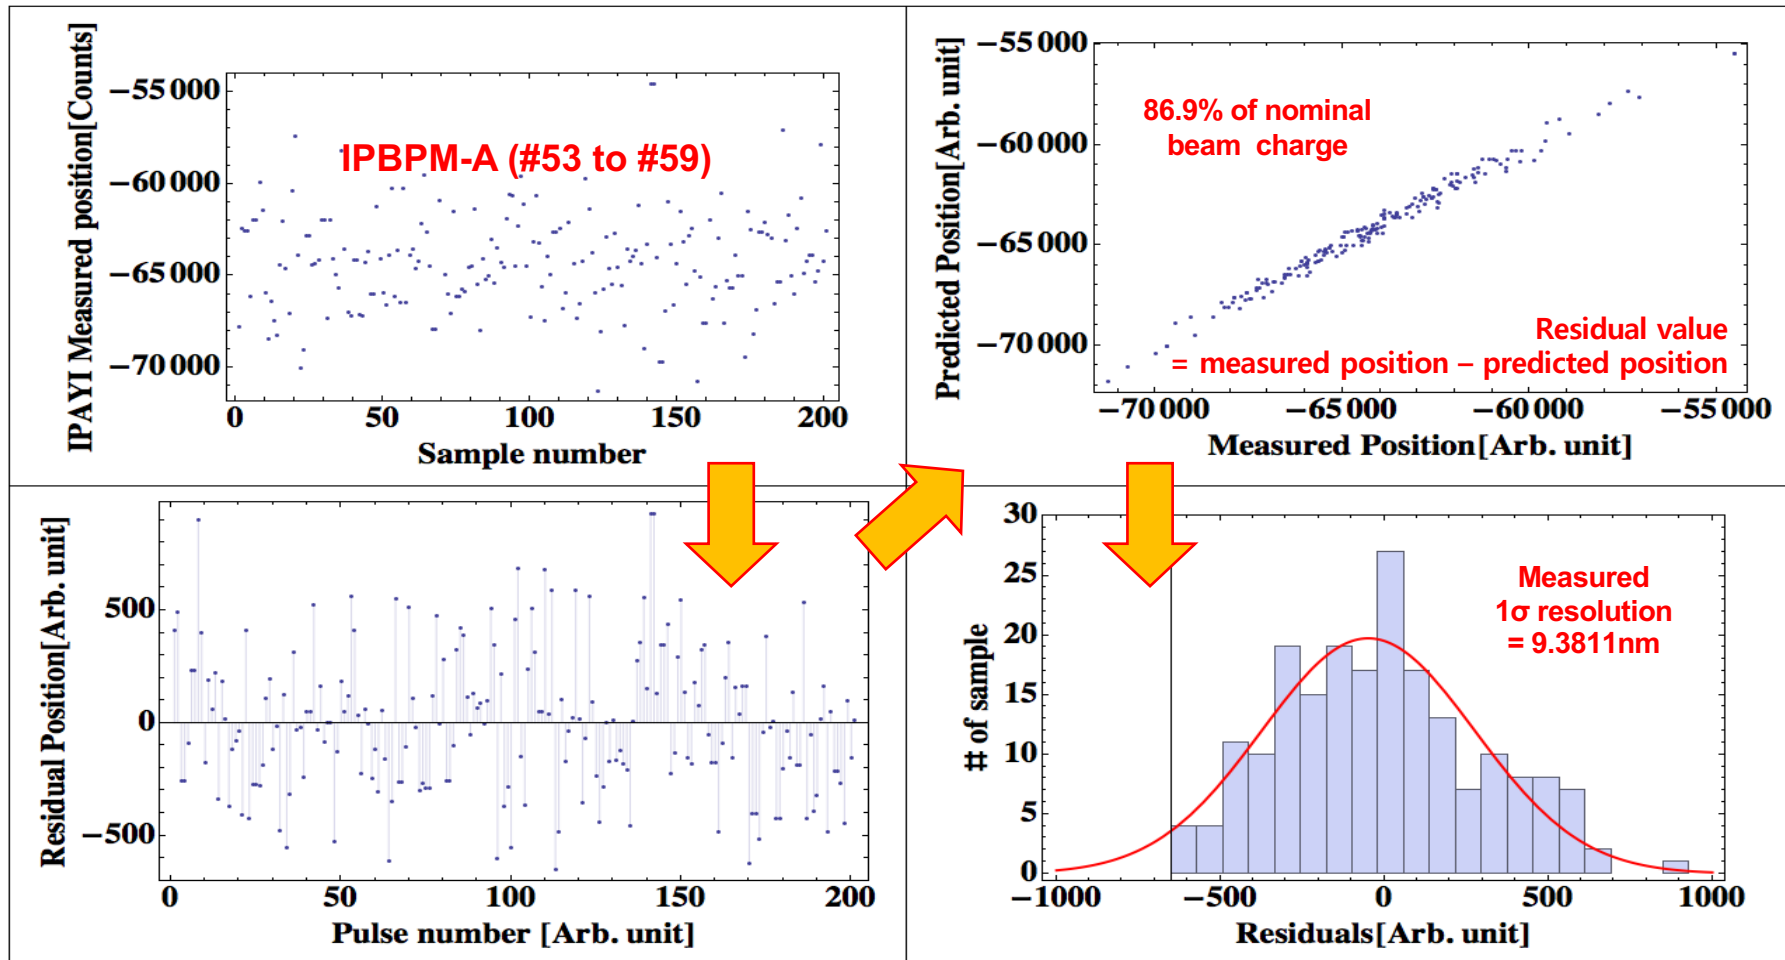 IPAYI Measured position[Counts]
−55 000
−60 000
−65 000
−70 000
IPBPM-A (#53 to #59)
0 50 100 150 200
Sample number
Predicted Position[Arb. unit]
−55 000
−60 000
−65 000
−70 000
86.9% of nominal
beam charge
Residual value
= measured position – predicted position
−70 000 −65 000 −60 000 −55 000
Measured Position[Arb. unit]
Residual Position[Arb. unit]
500
0
−500
0 50 100 150 200
Pulse number [Arb. unit]
# of sample
30
25
20
15
10
5
0
Measured
1σ resolution
= 9.3811nm
−1000 −500 0 500 1000
Residuals[Arb. unit]